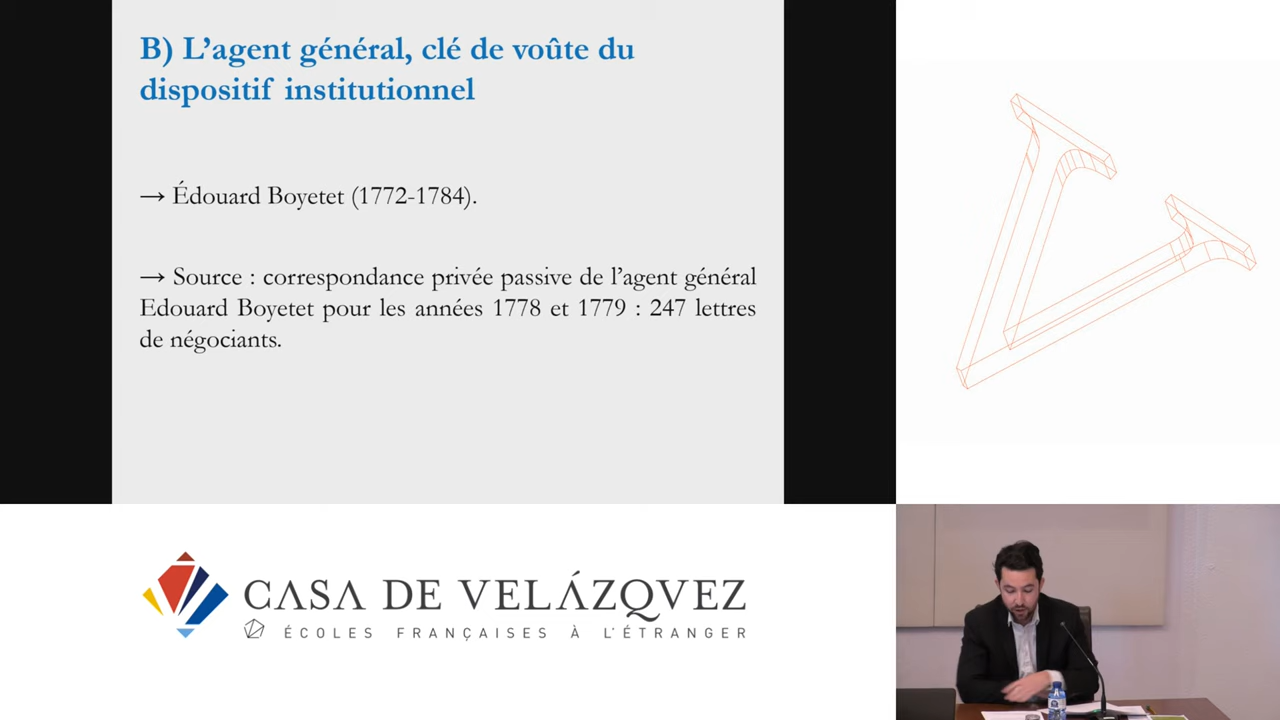 B) L’agent général, clé de voûte du
dispositif institutionnel
→ Édouard Boyetet (1772-1784).
→ Source : correspondance privée passive de l’agent général
Edouard Boyetet pour les années 1778 et 1779 : 247 lettres
de négociants.
CASA DE VELÁZQVEZ
ÉCOLES FRANÇAISES À L’ÉTRANGER